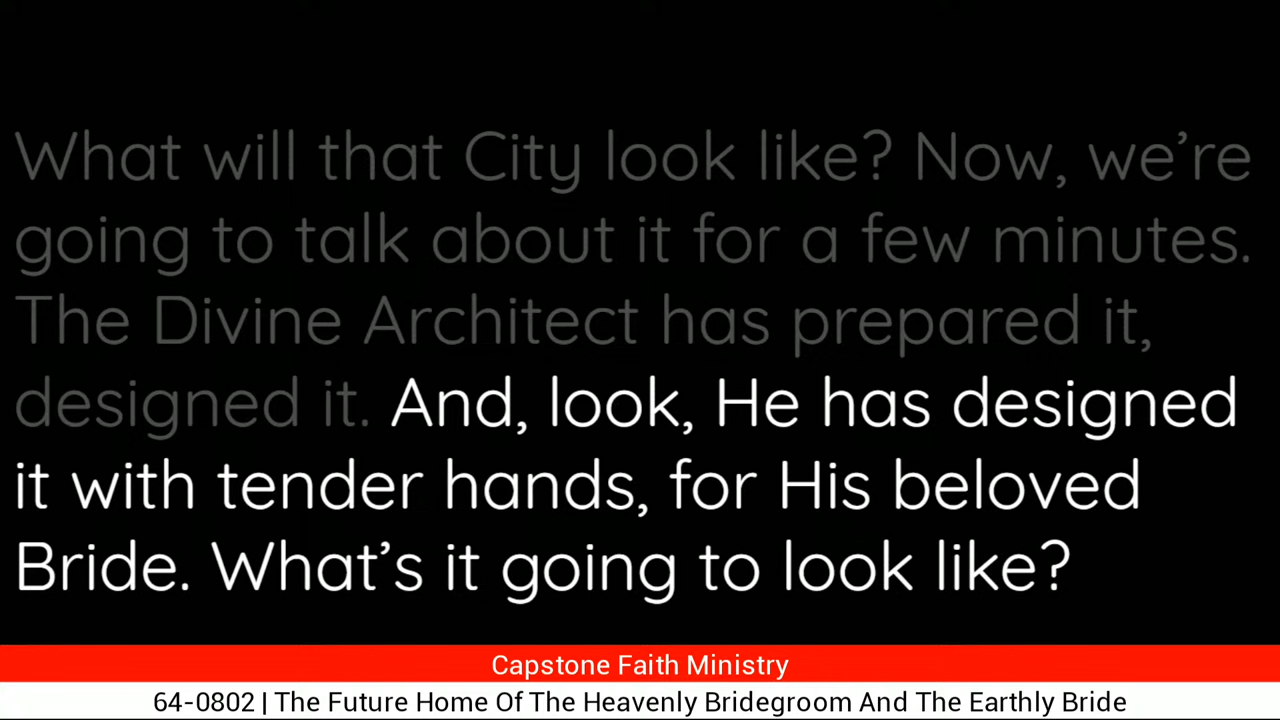 What will that City look like? Now, we’re
going to talk about it for a few minutes.
The Divine Architect has prepared it,
designed it. And, look, He has designed
it with tender hands, for His beloved
Bride. What’s it going to look like?
Capstone Faith Ministry
64-0802 | The Future Home Of The Heavenly Bridegroom And The Earthly Bride